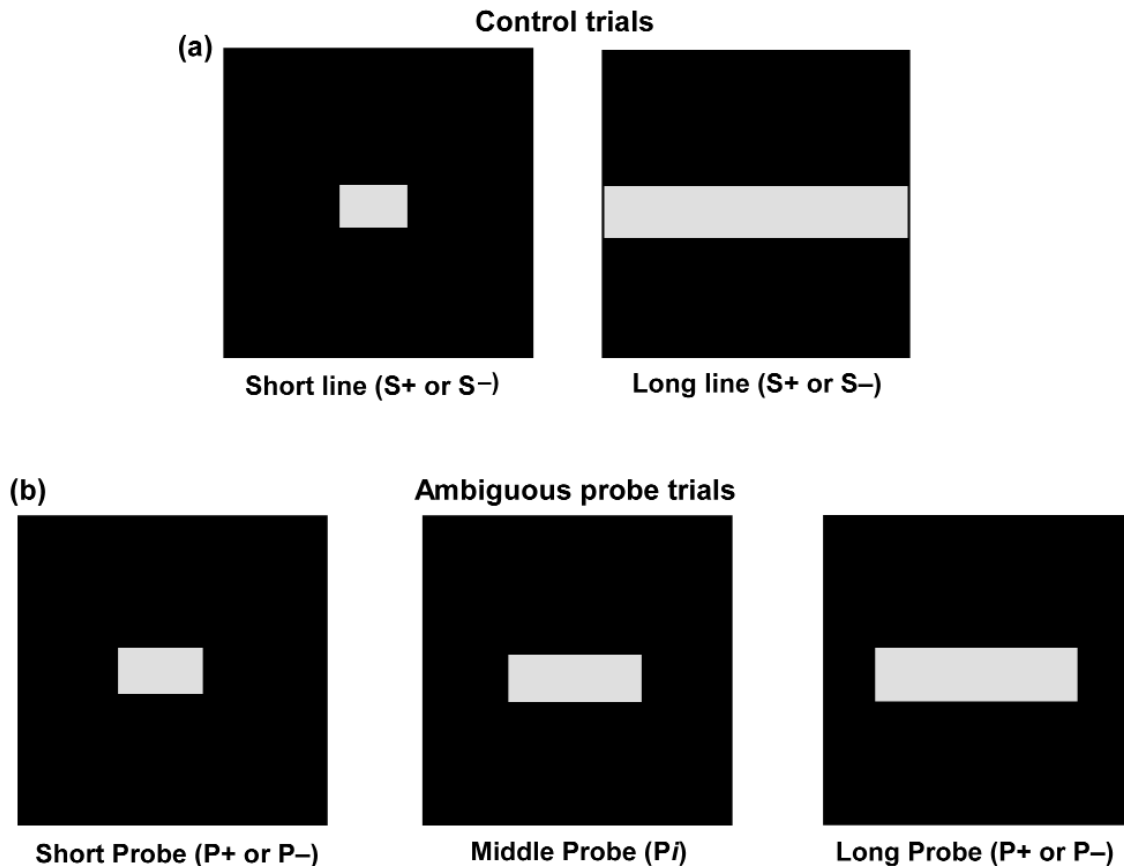 Control trials
(a)
Short line (S+ or S–)
Long line (S+ or S–)
(b)
Ambiguous probe trials
Short Probe (P+ or P–)
Middle Probe (Pi)
Long Probe (P+ or P–)